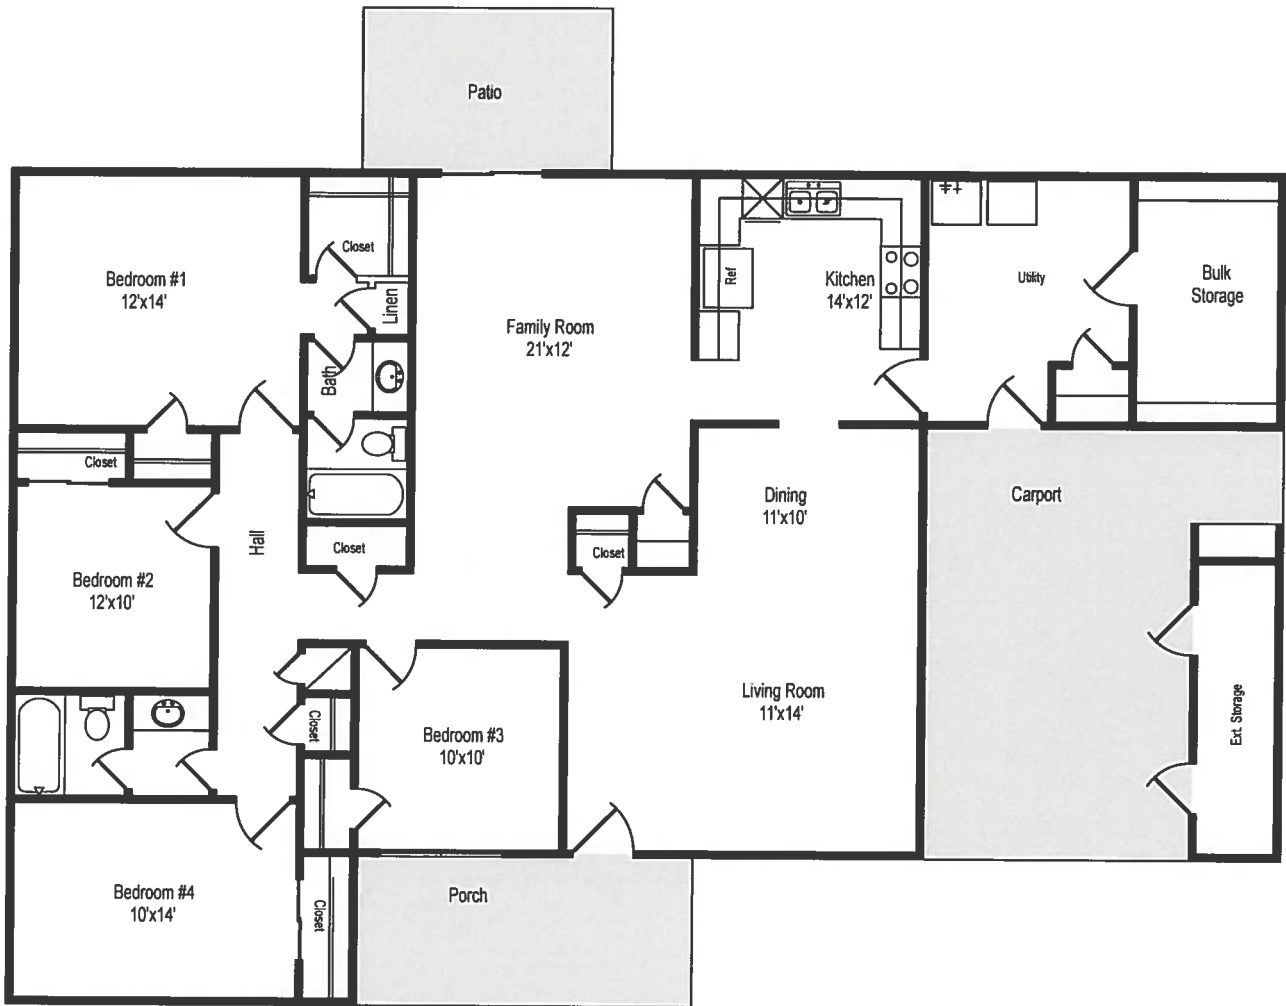 Patio
Bedroom #1
12'x14'
Closet
Linen
Bath
Family Room
21'x12'
Ref
Kitchen
14'x12'
Utility
Bulk
Storage
Closet
Hall
Closet
Bedroom #2
12'x10'
Closet
Dining
11'x10'
Carport
Closet
Bedroom #3
10'x10'
Living Room
11'x14'
Ext. Storage
Bedroom #4
10'x14'
Closet
Porch